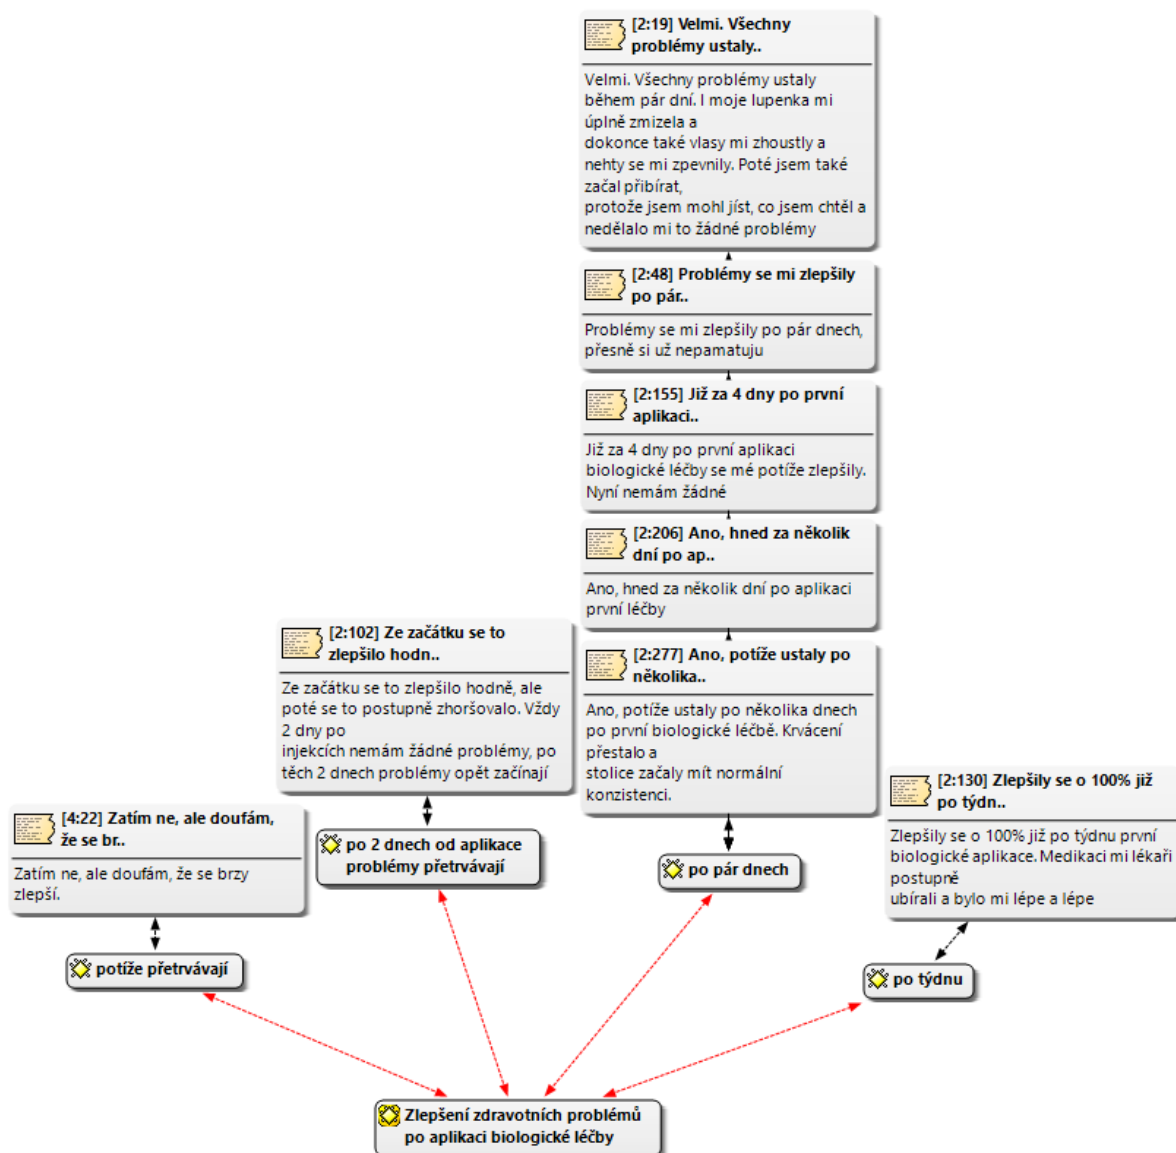 [2:19] Velmi. Všechny
problémy ustaly..
Velmi. Všechny problémy ustaly
během pár dní. I moje lupenka mi
úplně zmizela a
dokonce také vlasy mi zhoustly a
nehty se mi zpevnily. Poté jsem také
začal přibírat,
protože jsem mohl jíst, co jsem chtěl a
nedělalo mi to žádné problémy
[2:48] Problémy se mi zlepšily
po pár..
Problémy se mi zlepšily po pár dnech,
přesně si už nepamatuju
[2:155] Již za 4 dny po první
aplikaci..
Již za 4 dny po první aplikaci
biologické léčby se mé potíže zlepšily.
Nyní nemám žádné
[2:206] Ano, hned za několik
dní po ap..
Ano, hned za několik dní po aplikaci
první léčby
[2:277] Ano, potíže ustaly po
několika..
Ano, potíže ustaly po několika dnech
po první biologické léčbě. Krvácení
přestalo a
stolice začaly mít normální
konzistenci.
[2:102] Ze začátku se to
zlepšilo hodn..
Ze začátku se to zlepšilo hodně, ale
poté se to postupně zhoršovalo. Vždy
2 dny po
injekcích nemám žádné problémy, po
těch 2 dnech problémy opět začínají
[2:130] Zlepšily se o 100% již
po týdn..
Zlepšily se o 100% již po týdnu první
biologické aplikace. Medikaci mi lékaři
postupně
ubírali a bylo mi lépe a lépe
[4:22] Zatím ne, ale doufám,
že se br..
Zatím ne, ale doufám, že se brzy
zlepší.
po 2 dnech od aplikace
problémy přetrvávají
po pár dnech
potíže přetrvávají
po týdnu
Zlepšení zdravotních problémů
po aplikaci biologické léčby